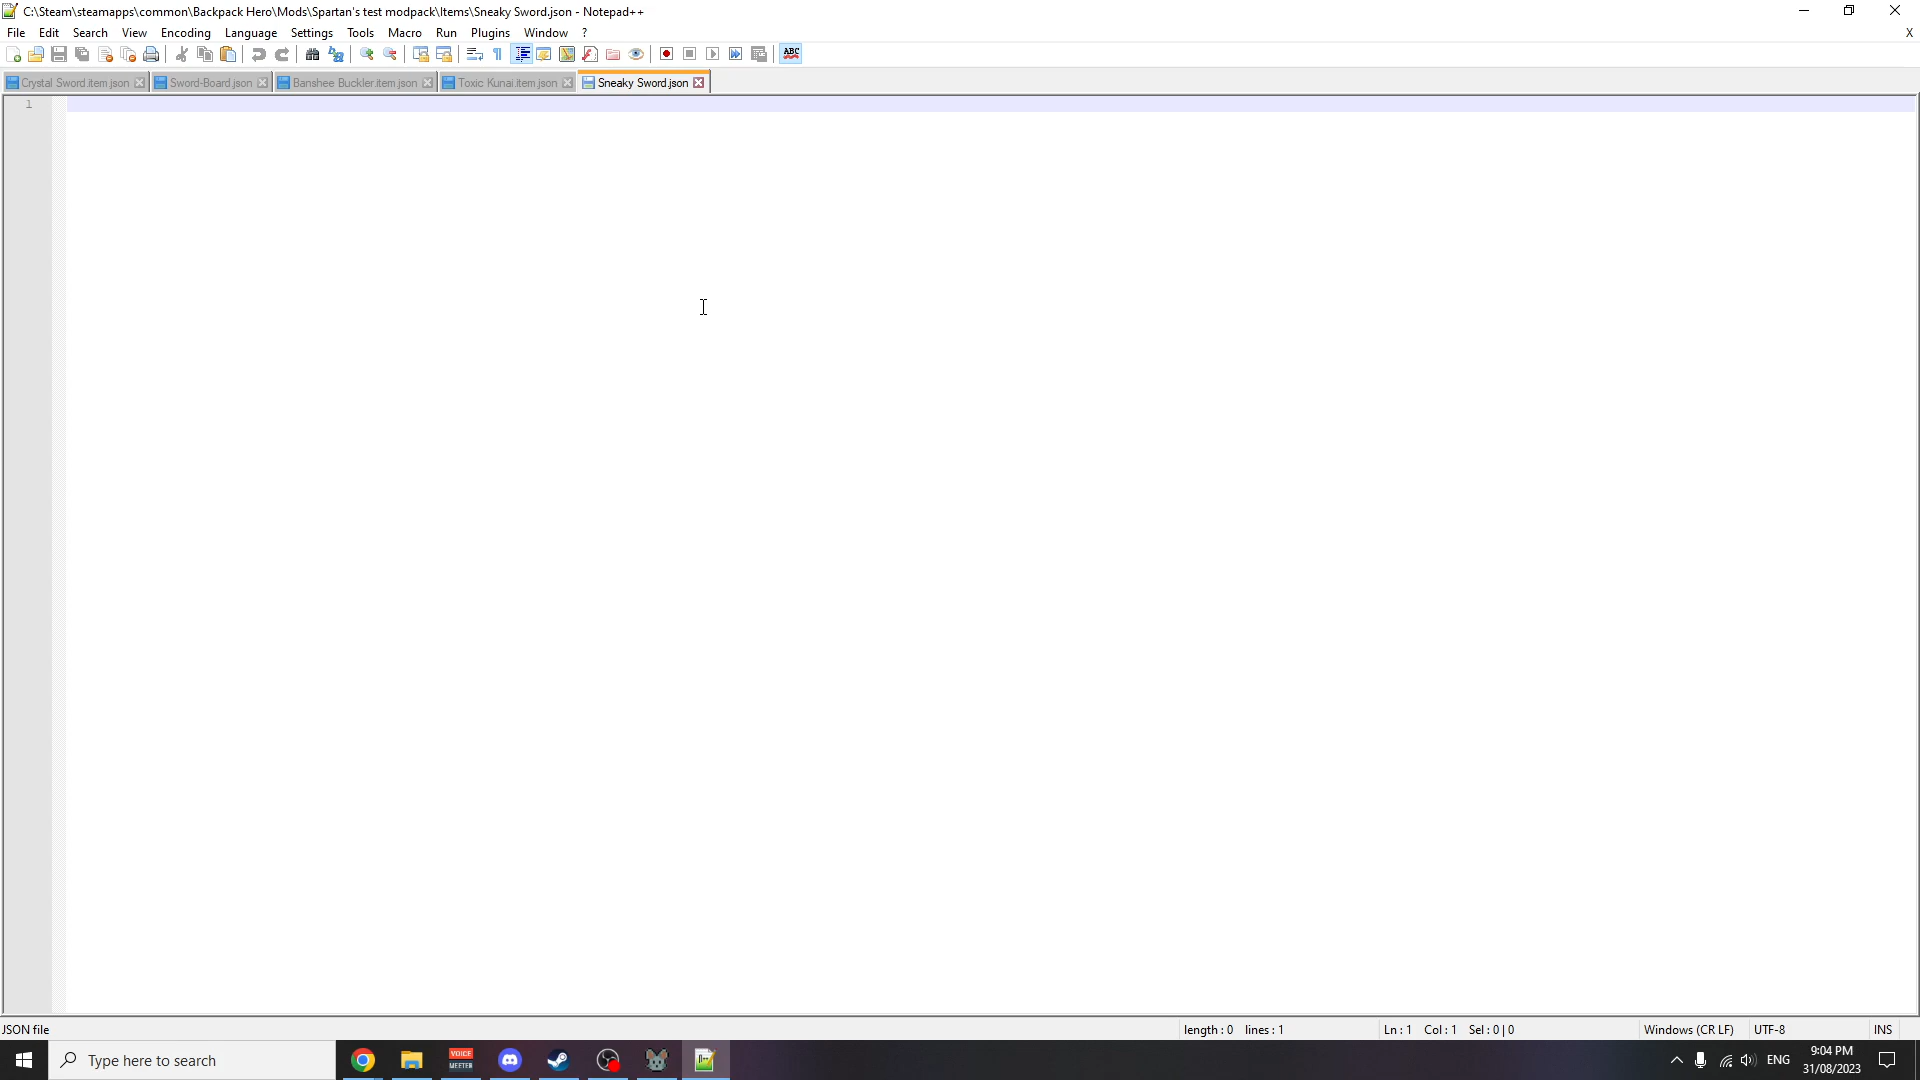 C:\Steam\steamapps\common\Backpack Hero\Mods\Spartan's test modpack\Items\Sneaky Sword.json - Notepad++
File Edit Search View Encoding Language Settings Tools Macro Run Plugins Window ? X
ABC
Crystal Sword.item.json Sword-Board.json Banshee Buckler.item.json Toxic Kunai.item.json Sneaky Sword.json
1
JSON file length : 0 lines : 1 Ln : 1 Col : 1 Sel : 0 | 0 Windows (CR LF) UTF-8 INS
Type here to search VOICE MEETER ENG 9:04 PM
31/08/2023